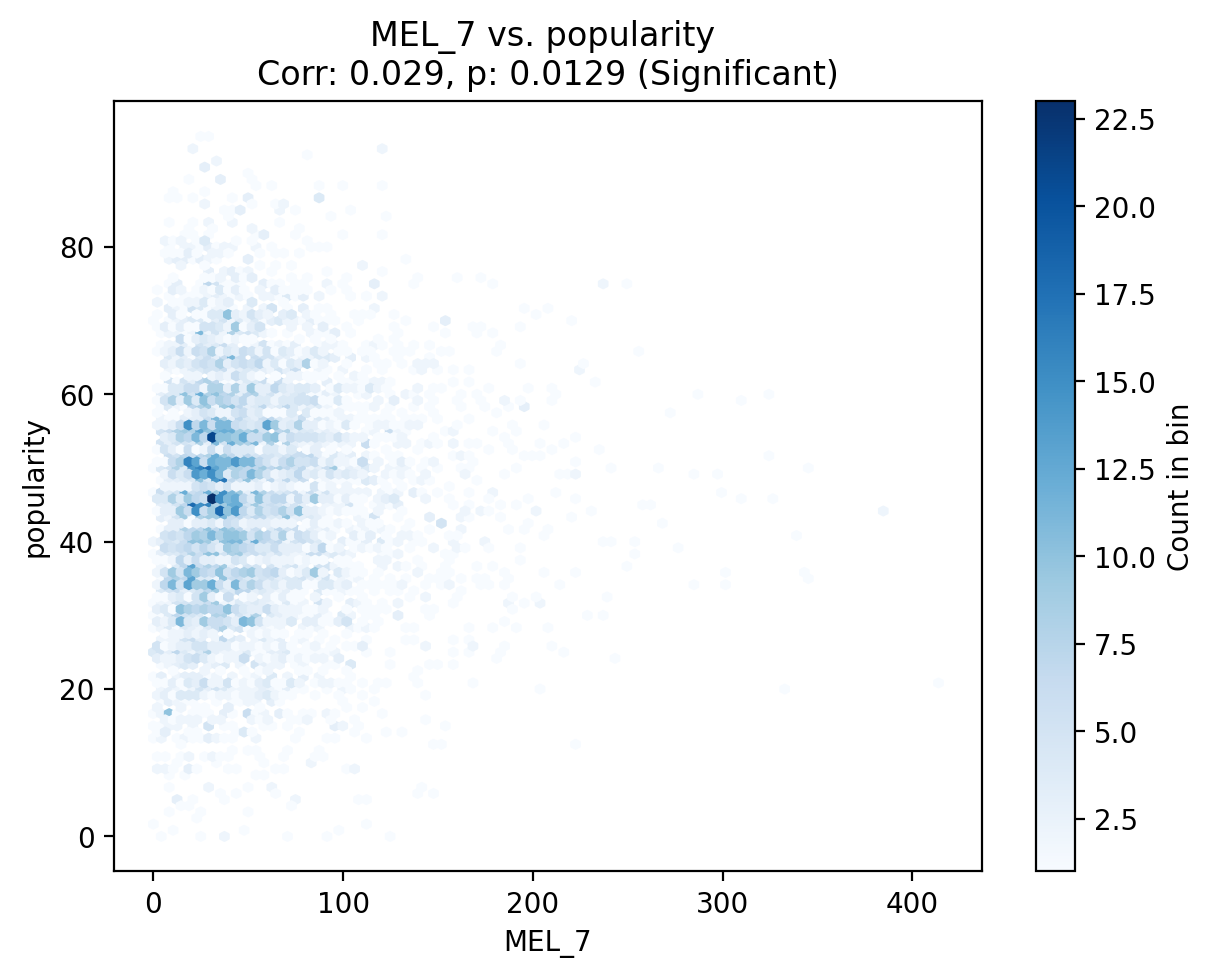 MEL_7 vs. popularity
Corr: 0.029, p: 0.0129 (Significant)
popularity
80
60
40
20
0
0 100 200 300 400
MEL_7
22.5
20.0
17.5
15.0
12.5
10.0
7.5
5.0
2.5
Count in bin